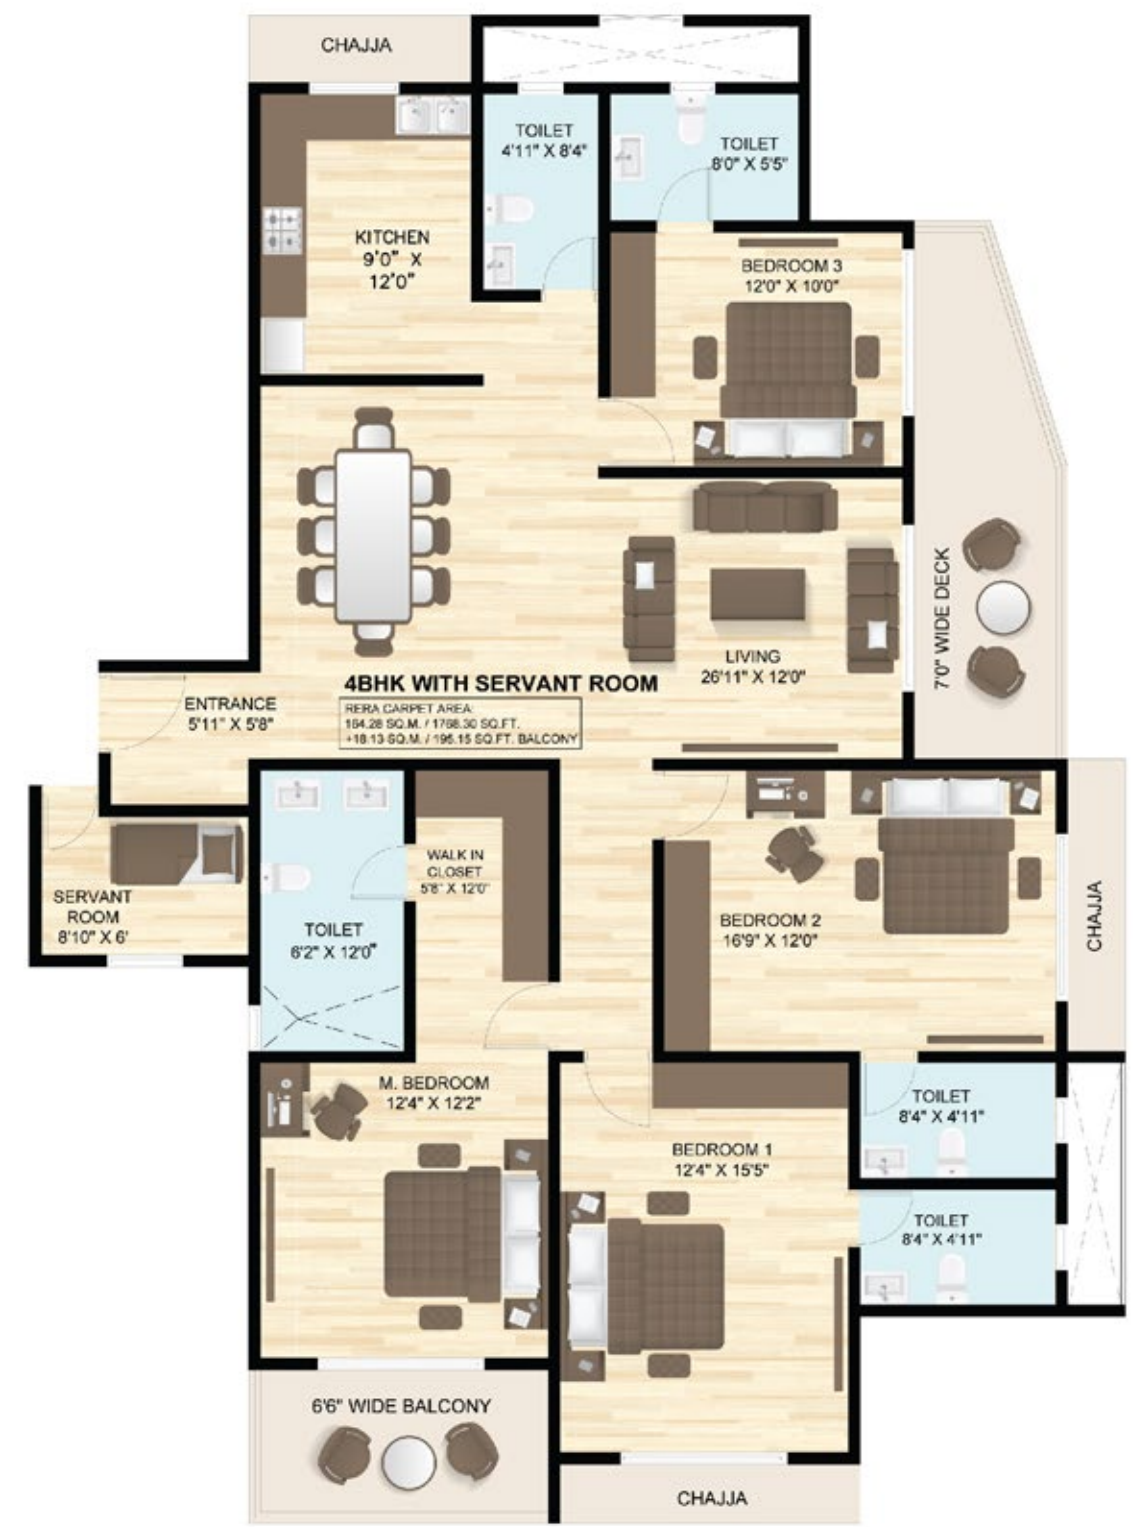 CHAJJA
TOILET
4'11" X 8'4"
TOILET
8'0" X 5'5"
KITCHEN
9'0" X
12'0"
BEDROOM 3
12'0" X 10'0"
7'0" WIDE DECK
LIVING
26'11" X 12'0"
4BHK WITH SERVANT ROOM
RERA CARPET AREA:
164.28 SQ.M. / 1768.30 SQ.FT.
+18.13 SQ.M. / 195.15 SQ.FT. BALCONY
ENTRANCE
5'11" X 5'8"
SERVANT
ROOM
8'10" X 6'
TOILET
6'2" X 12'0"
WALK IN
CLOSET
5'8" X 12'0"
BEDROOM 2
16'9" X 12'0"
CHAJJA
M. BEDROOM
12'4" X 12'2"
BEDROOM 1
12'4" X 15'5"
TOILET
8'4" X 4'11"
TOILET
8'4" X 4'11"
6'6" WIDE BALCONY
CHAJJA